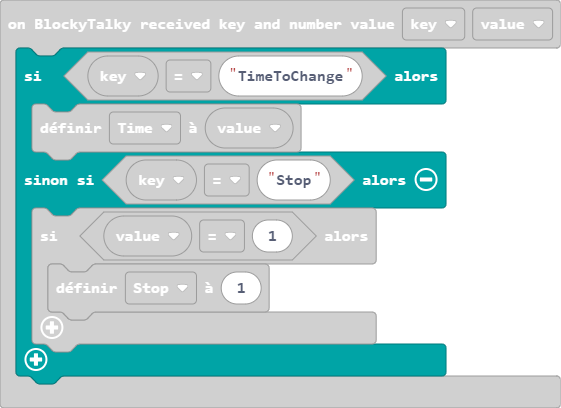 on BlockyTalky received key and number value key value
si key = "TimeToChange" alors
définir Time à value
sinon si key = "Stop" alors
si value = 1 alors
définir Stop à 1